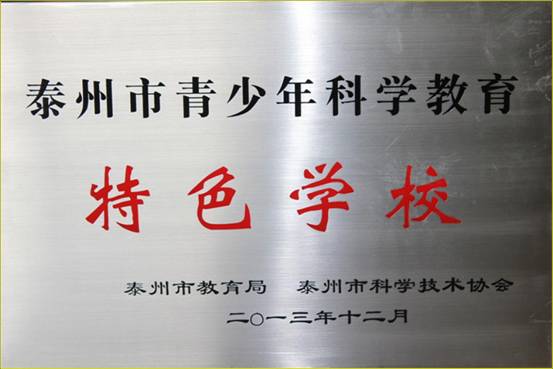 泰州市青少年科学教育
特色学校
泰州市教育局 泰州市科学技术协会
二〇一三年十二月